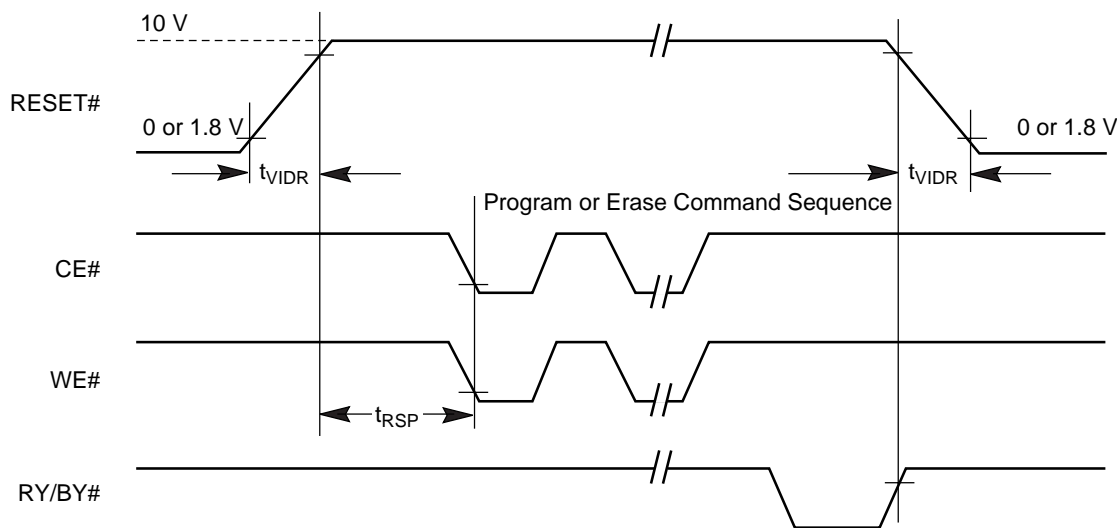 10 V
RESET#
0 or 1.8 V
0 or 1.8 V
tVIDR
tVIDR
Program or Erase Command Sequence
CE#
WE#
tRSP
RY/BY#